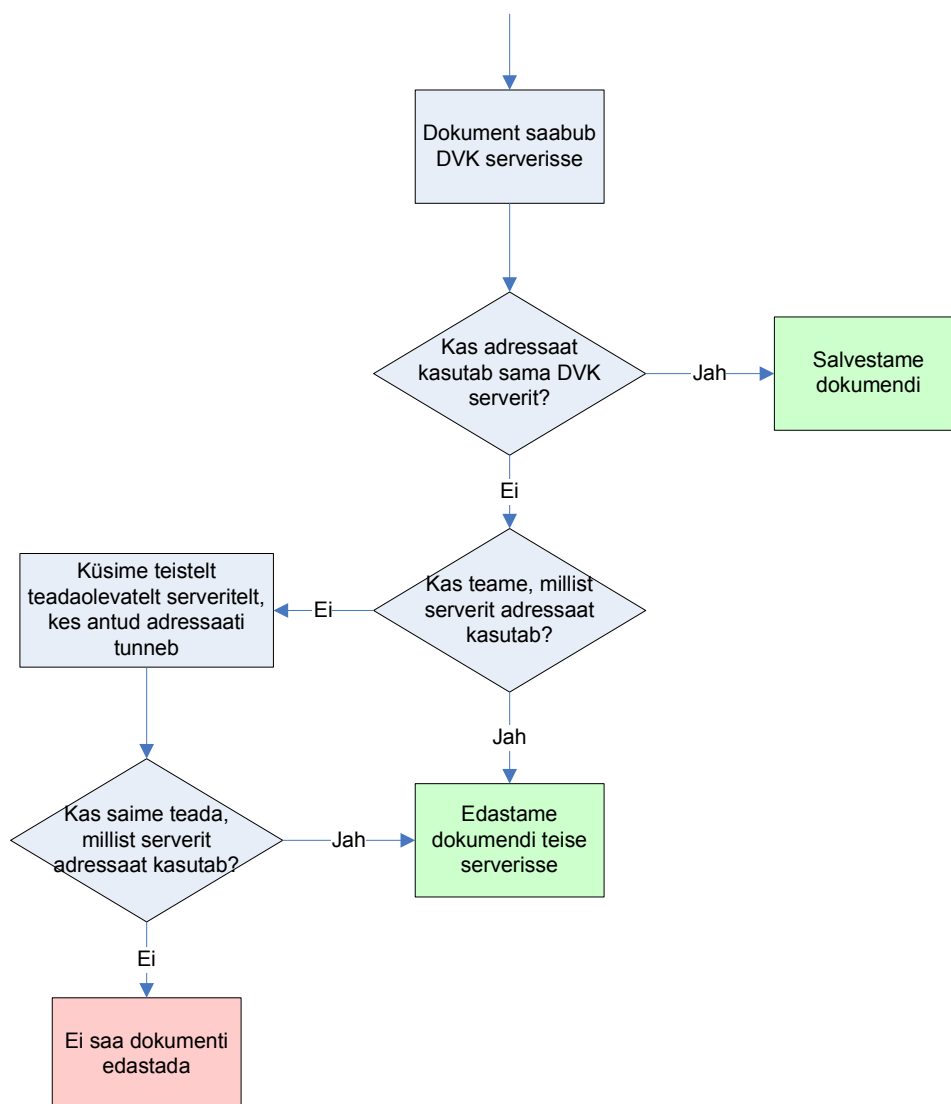 Dokument saabub
DVK serverisse
Kas adressaat
kasutab sama DVK
serverit?
Jah
Salvestame
dokumendi
Ei
Kas teame, millist
serverit adressaat
kasutab?
Ei
Küsime teistelt
teadaolevatelt serveritelt,
kes antud adressaati
tunneb
Jah
Kas saime teada,
millist serverit
adressaat kasutab?
Jah
Edastame
dokumendi teise
serverisse
Ei
Ei saa dokumenti
edastada